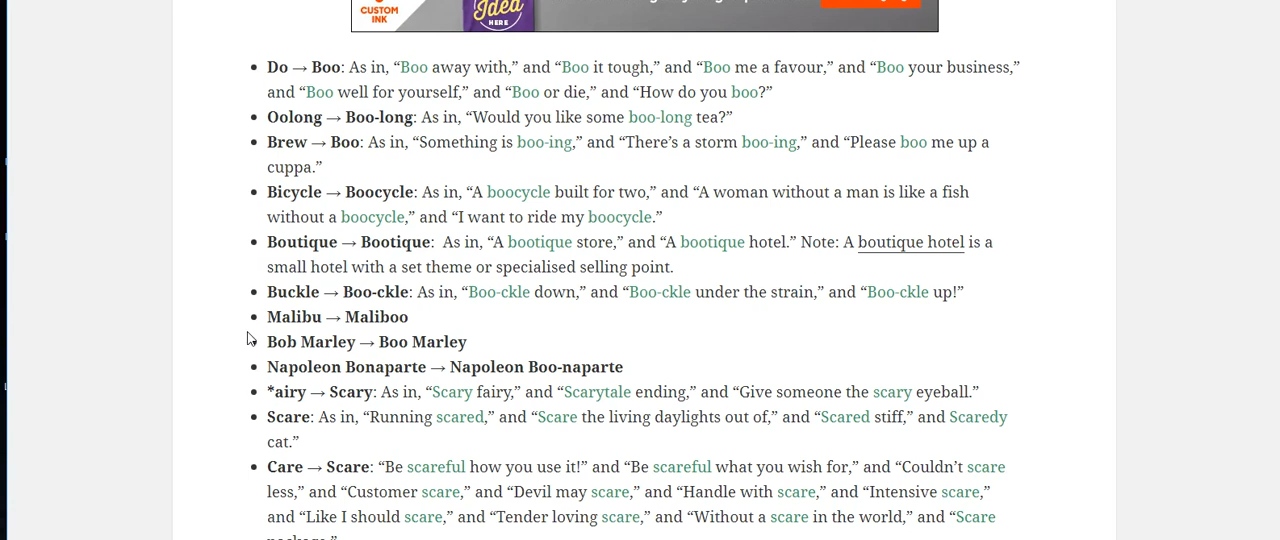 CUSTOM
INK
Idea
HERE
Do → Boo: As in, “Boo away with,” and “Boo it tough,” and “Boo me a favour,” and “Boo your business,”
and “Boo well for yourself,” and “Boo or die,” and “How do you boo?”
Oolong → Boo-long: As in, “Would you like some boo-long tea?”
Brew → Boo: As in, “Something is boo-ing,” and “There’s a storm boo-ing,” and “Please boo me up a
cuppa.”
Bicycle → Boocycle: As in, “A boocycle built for two,” and “A woman without a man is like a fish
without a boocycle,” and “I want to ride my boocycle.”
Boutique → Bootique:  As in, “A bootique store,” and “A bootique hotel.” Note: A boutique hotel is a
small hotel with a set theme or specialised selling point.
Buckle → Boo-ckle: As in, “Boo-ckle down,” and “Boo-ckle under the strain,” and “Boo-ckle up!”
Malibu → Maliboo
Bob Marley → Boo Marley
Napoleon Bonaparte → Napoleon Boo-naparte
*airy → Scary: As in, “Scary fairy,” and “Scarytale ending,” and “Give someone the scary eyeball.”
Scare: As in, “Running scared,” and “Scare the living daylights out of,” and “Scared stiff,” and Scaredy
cat.”
Care → Scare: “Be scareful how you use it!” and “Be scareful what you wish for,” and “Couldn’t scare
less,” and “Customer scare,” and “Devil may scare,” and “Handle with scare,” and “Intensive scare,”
and “Like I should scare,” and “Tender loving scare,” and “Without a scare in the world,” and “Scare